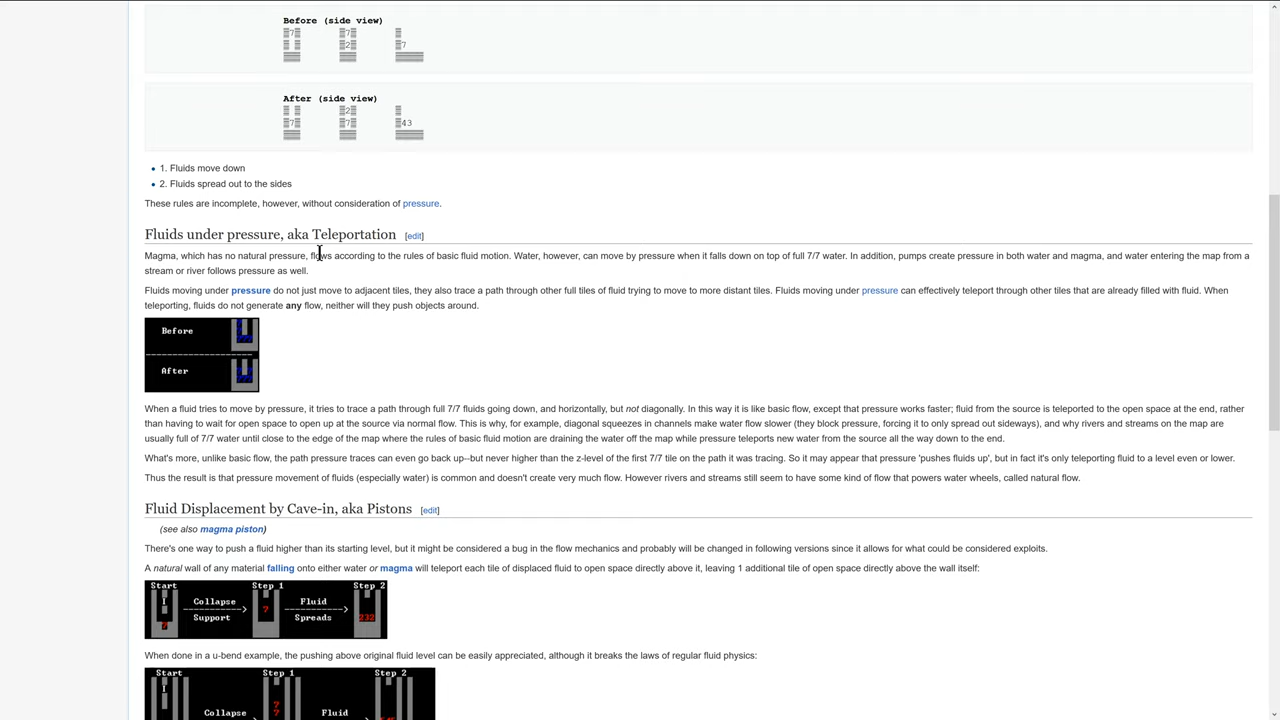 Before (side view)
7 7
2 7
After (side view)
2
7 7 43
1. Fluids move down
2. Fluids spread out to the sides
These rules are incomplete, however, without consideration of pressure.
Fluids under pressure, aka Teleportation [edit]
Magma, which has no natural pressure, flows according to the rules of basic fluid motion. Water, however, can move by pressure when it falls down on top of full 7/7 water. In addition, pumps create pressure in both water and magma, and water entering the map from a
stream or river follows pressure as well.
Fluids moving under pressure do not just move to adjacent tiles, they also trace a path through other full tiles of fluid trying to move to more distant tiles. Fluids moving under pressure can effectively teleport through other tiles that are already filled with fluid. When
teleporting, fluids do not generate any flow, neither will they push objects around.
Before
After
When a fluid tries to move by pressure, it tries to trace a path through full 7/7 fluids going down, and horizontally, but not diagonally. In this way it is like basic flow, except that pressure works faster; fluid from the source is teleported to the open space at the end, rather
than having to wait for open space to open up at the source via normal flow. This is why, for example, diagonal squeezes in channels make water flow slower (they block pressure, forcing it to only spread out sideways), and why rivers and streams on the map are
usually full of 7/7 water until close to the edge of the map where the rules of basic fluid motion are draining the water off the map while pressure teleports new water from the source all the way down to the end.
What's more, unlike basic flow, the path pressure traces can even go back up--but never higher than the z-level of the first 7/7 tile on the path it was tracing. So it may appear that pressure 'pushes fluids up', but in fact it's only teleporting fluid to a level even or lower.
Thus the result is that pressure movement of fluids (especially water) is common and doesn't create very much flow. However rivers and streams still seem to have some kind of flow that powers water wheels, called natural flow.
Fluid Displacement by Cave-in, aka Pistons [edit]
(see also magma piston)
There's one way to push a fluid higher than its starting level, but it might be considered a bug in the flow mechanics and probably will be changed in following versions since it allows for what could be considered exploits.
A natural wall of any material falling onto either water or magma will teleport each tile of displaced fluid to open space directly above it, leaving 1 additional tile of open space directly above the wall itself:
Start Step 1 Step 2
Collapse Fluid
Support Spreads
When done in a u-bend example, the pushing above original fluid level can be easily appreciated, although it breaks the laws of regular fluid physics:
Start Step 1 Step 2
Collapse Fluid